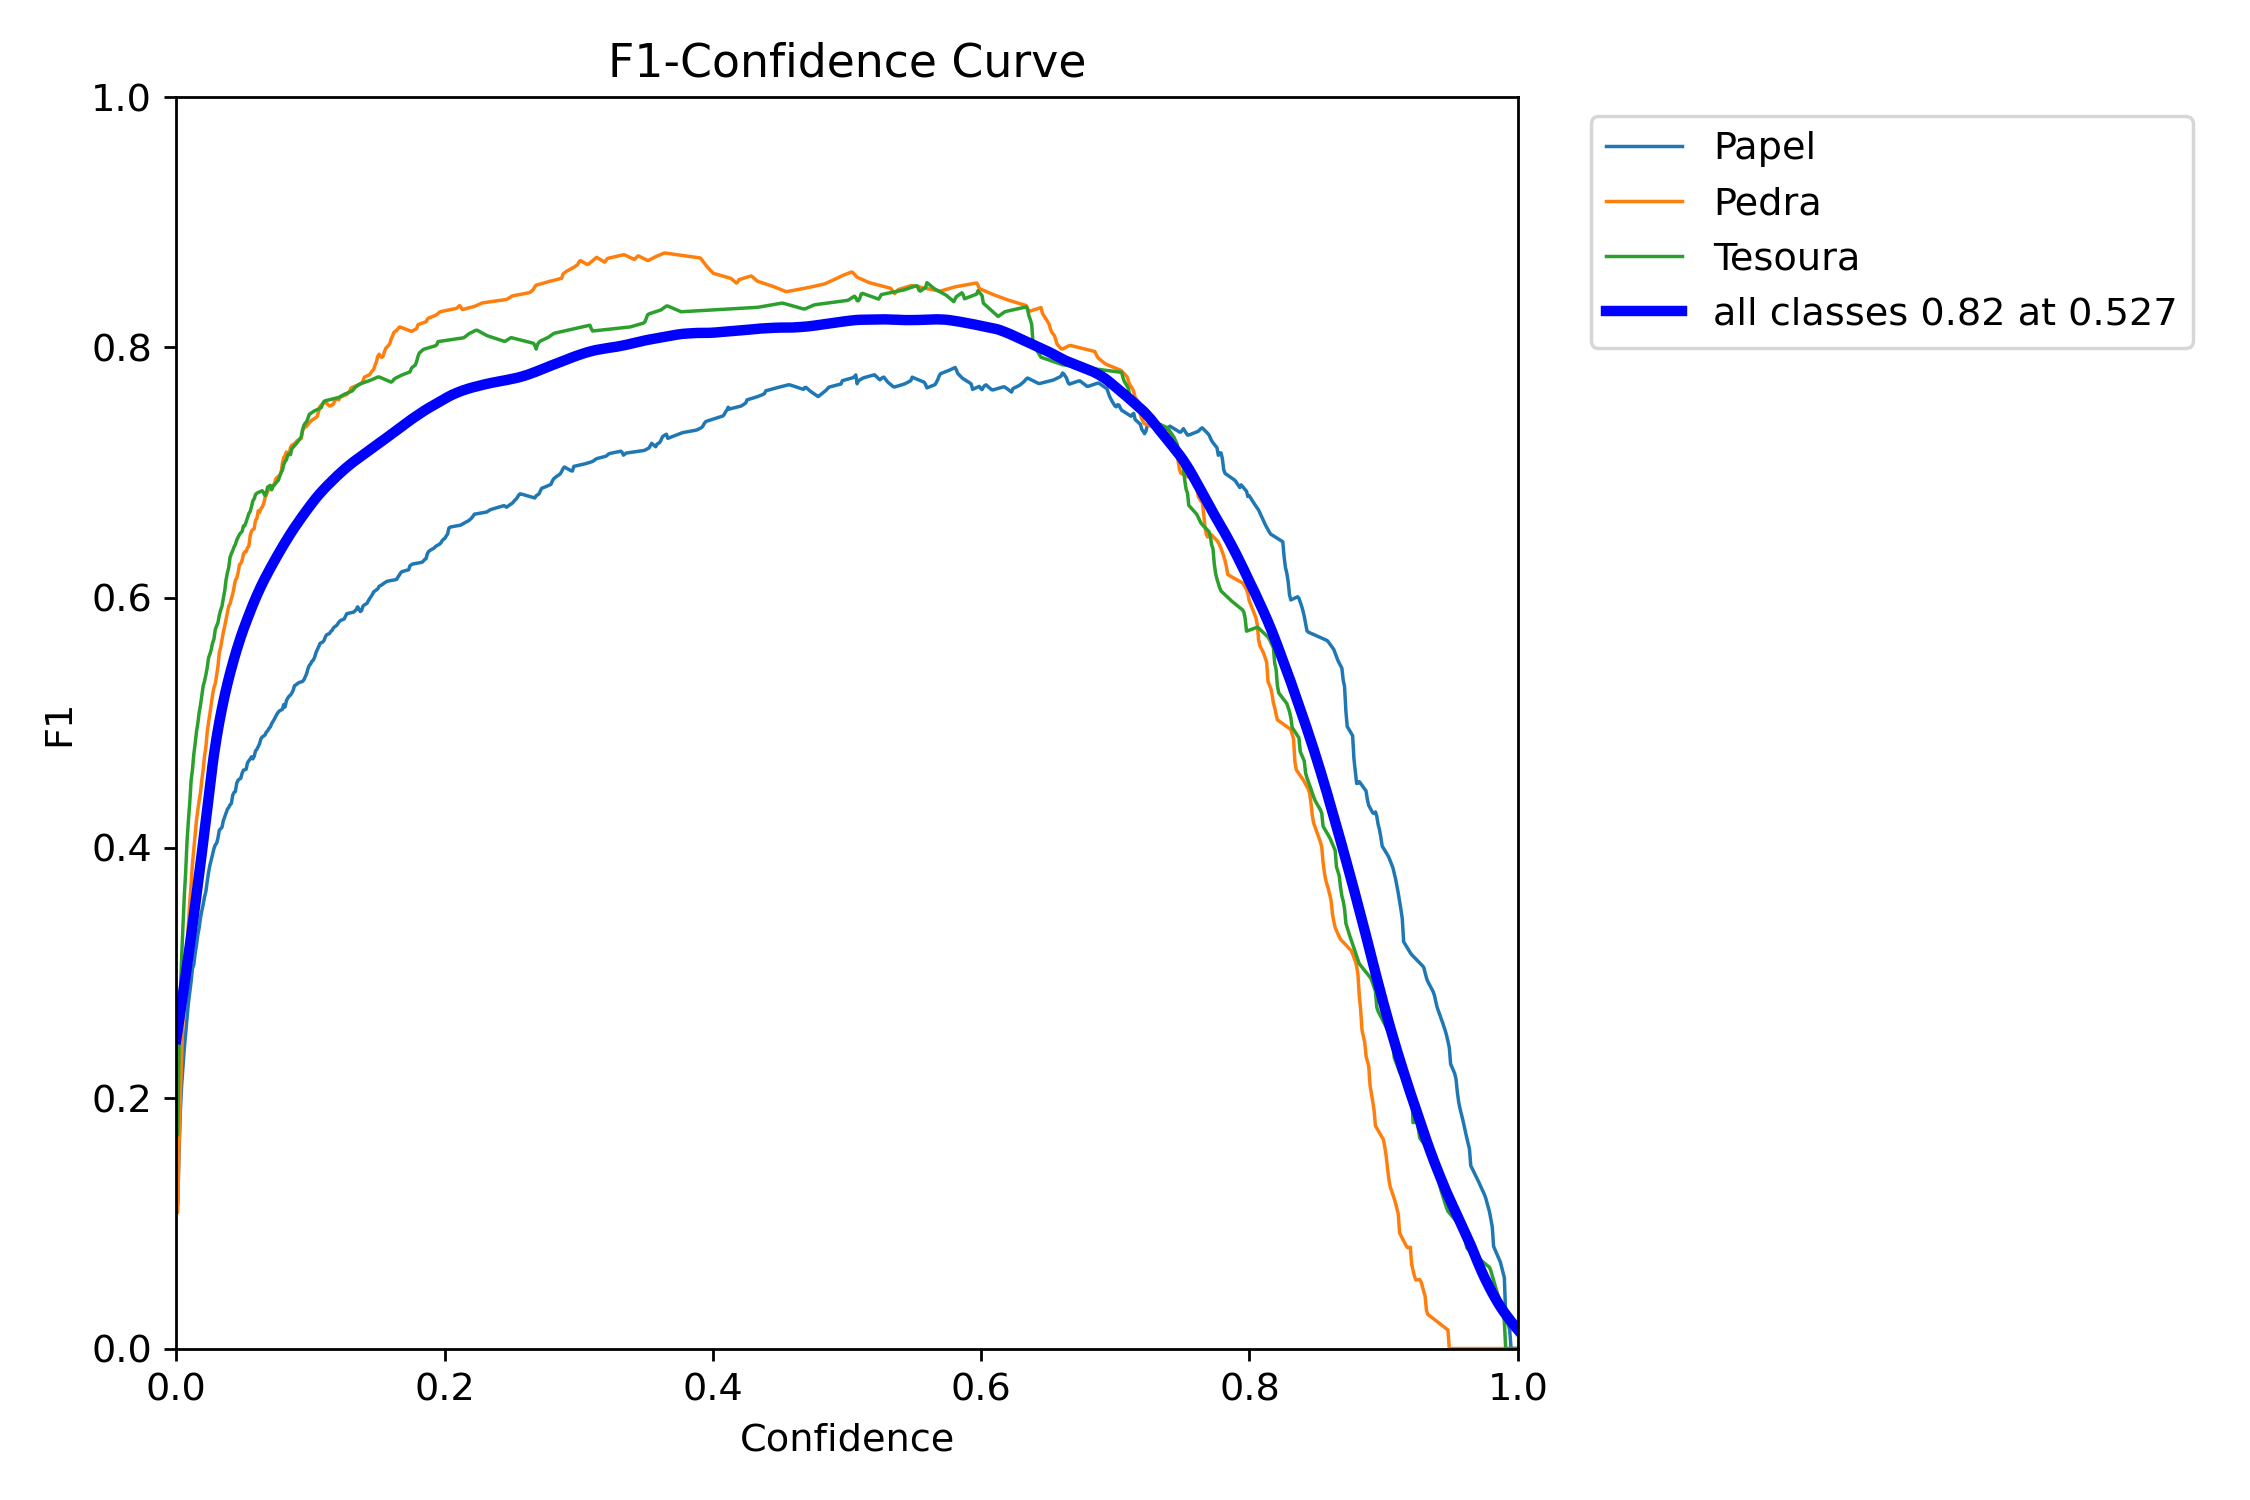 F1-Confidence Curve
1.0
0.8
0.6
0.4
0.2
0.0
F1
0.0 0.2 0.4 0.6 0.8 1.0
Confidence
Papel
Pedra
Tesoura
all classes 0.82 at 0.527